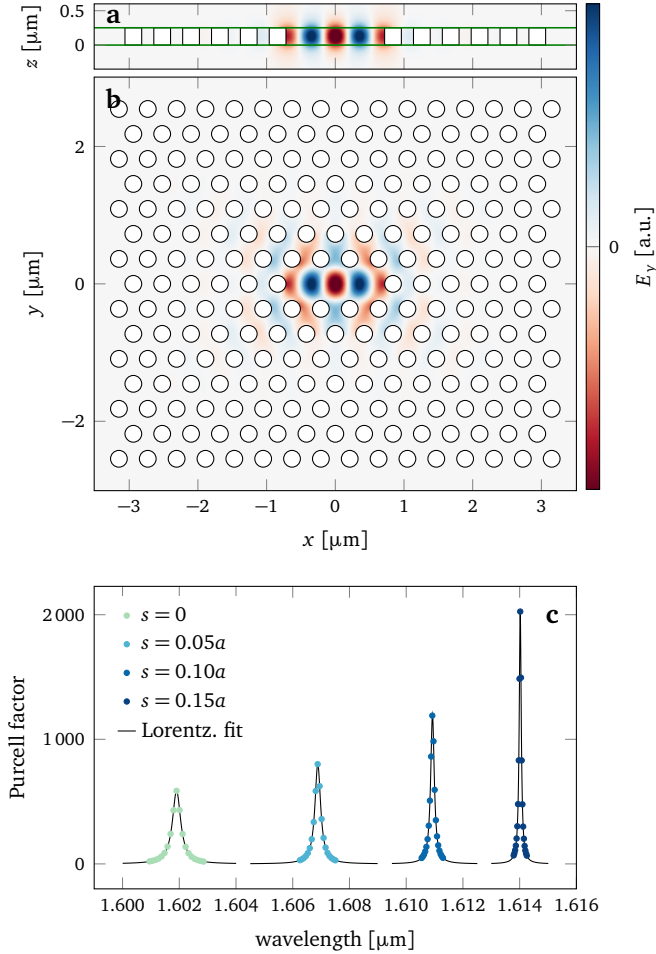 a
0.5
0
z [μm]
b
2
0
−2
y [μm]
−3 −2 −1 0 1 2 3
x [μm]
0
E_y [a.u.]
c
s = 0
s = 0.05a
s = 0.10a
s = 0.15a
Lorentz. fit
2 000
1 000
0
Purcell factor
1.600 1.602 1.604 1.606 1.608 1.610 1.612 1.614 1.616
wavelength [μm]